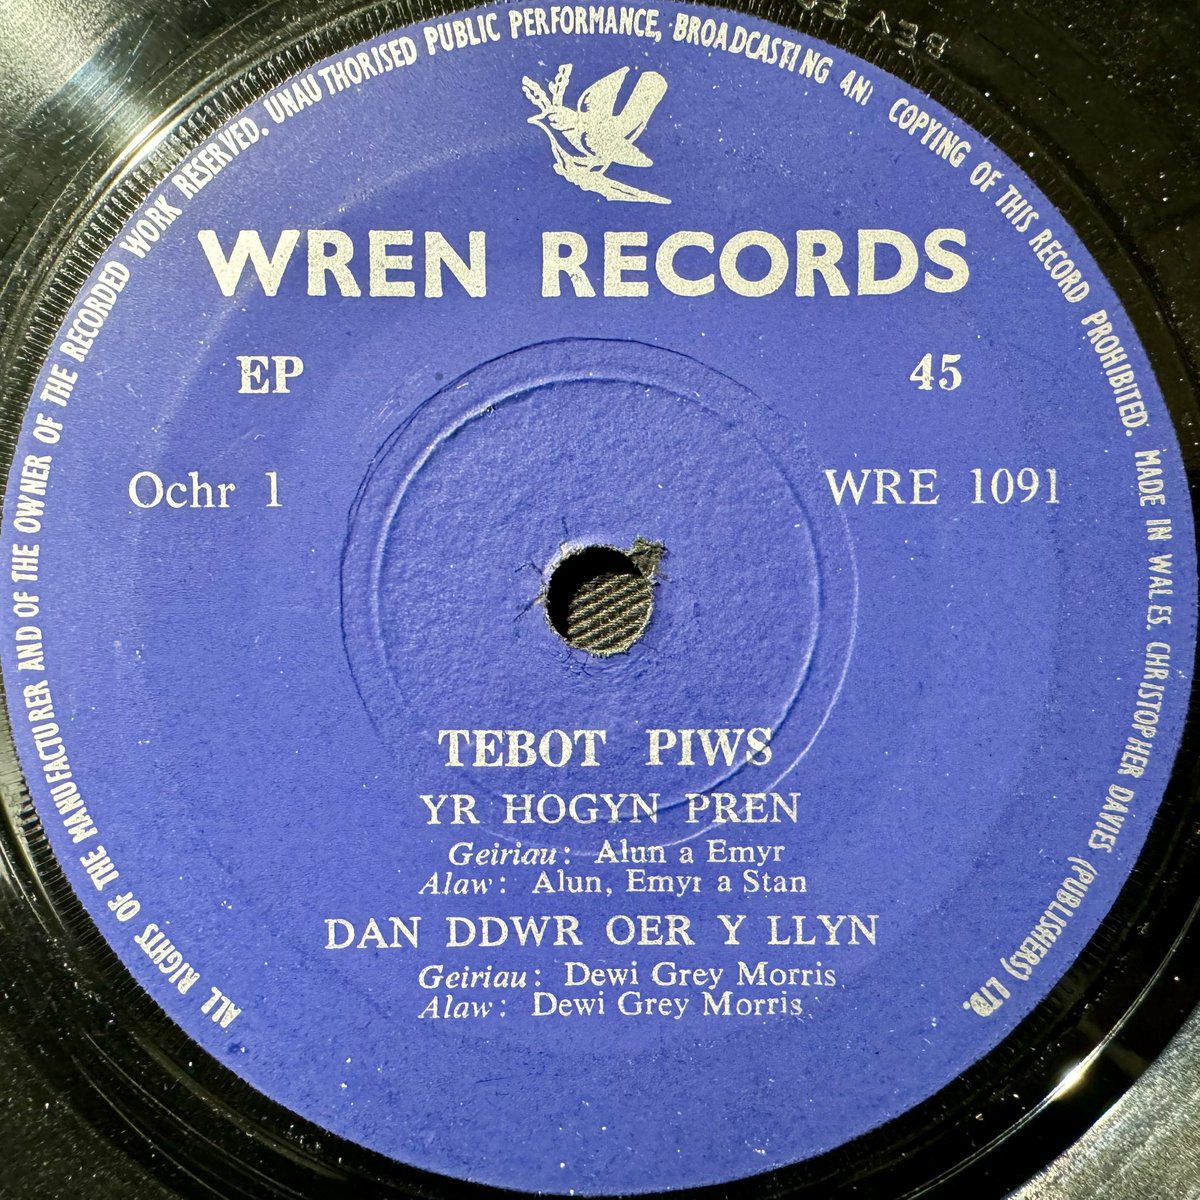 ALL RIGHTS OF THE MANUFACTURER AND OF THE OWNER OF THE RECORDED WORK RESERVED. UNAUTHORISED PUBLIC PERFORMANCE, BROADCASTING AND COPYING OF THIS RECORD PROHIBITED. MADE IN WALES. CHRISTOPHER DAVIES (PUBLISHERS) LTD.
WREN RECORDS
EP 45
Ochr 1 WRE 1091
TEBOT PIWS
YR HOGYN PREN
Geiriau: Alun a Emyr
Alaw: Alun, Emyr a Stan
DAN DDWR OER Y LLYN
Geiriau: Dewi Grey Morris
Alaw: Dewi Grey Morris